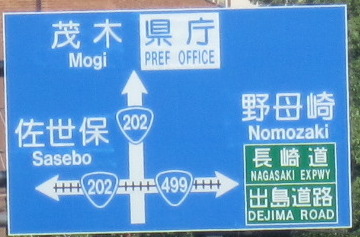 茂木 県庁
Mogi PREF OFFICE
202
佐世保 野母崎
Sasebo Nomozaki
長崎道
NAGASAKI EXPWY
202 499
出島道路
DEJIMA ROAD